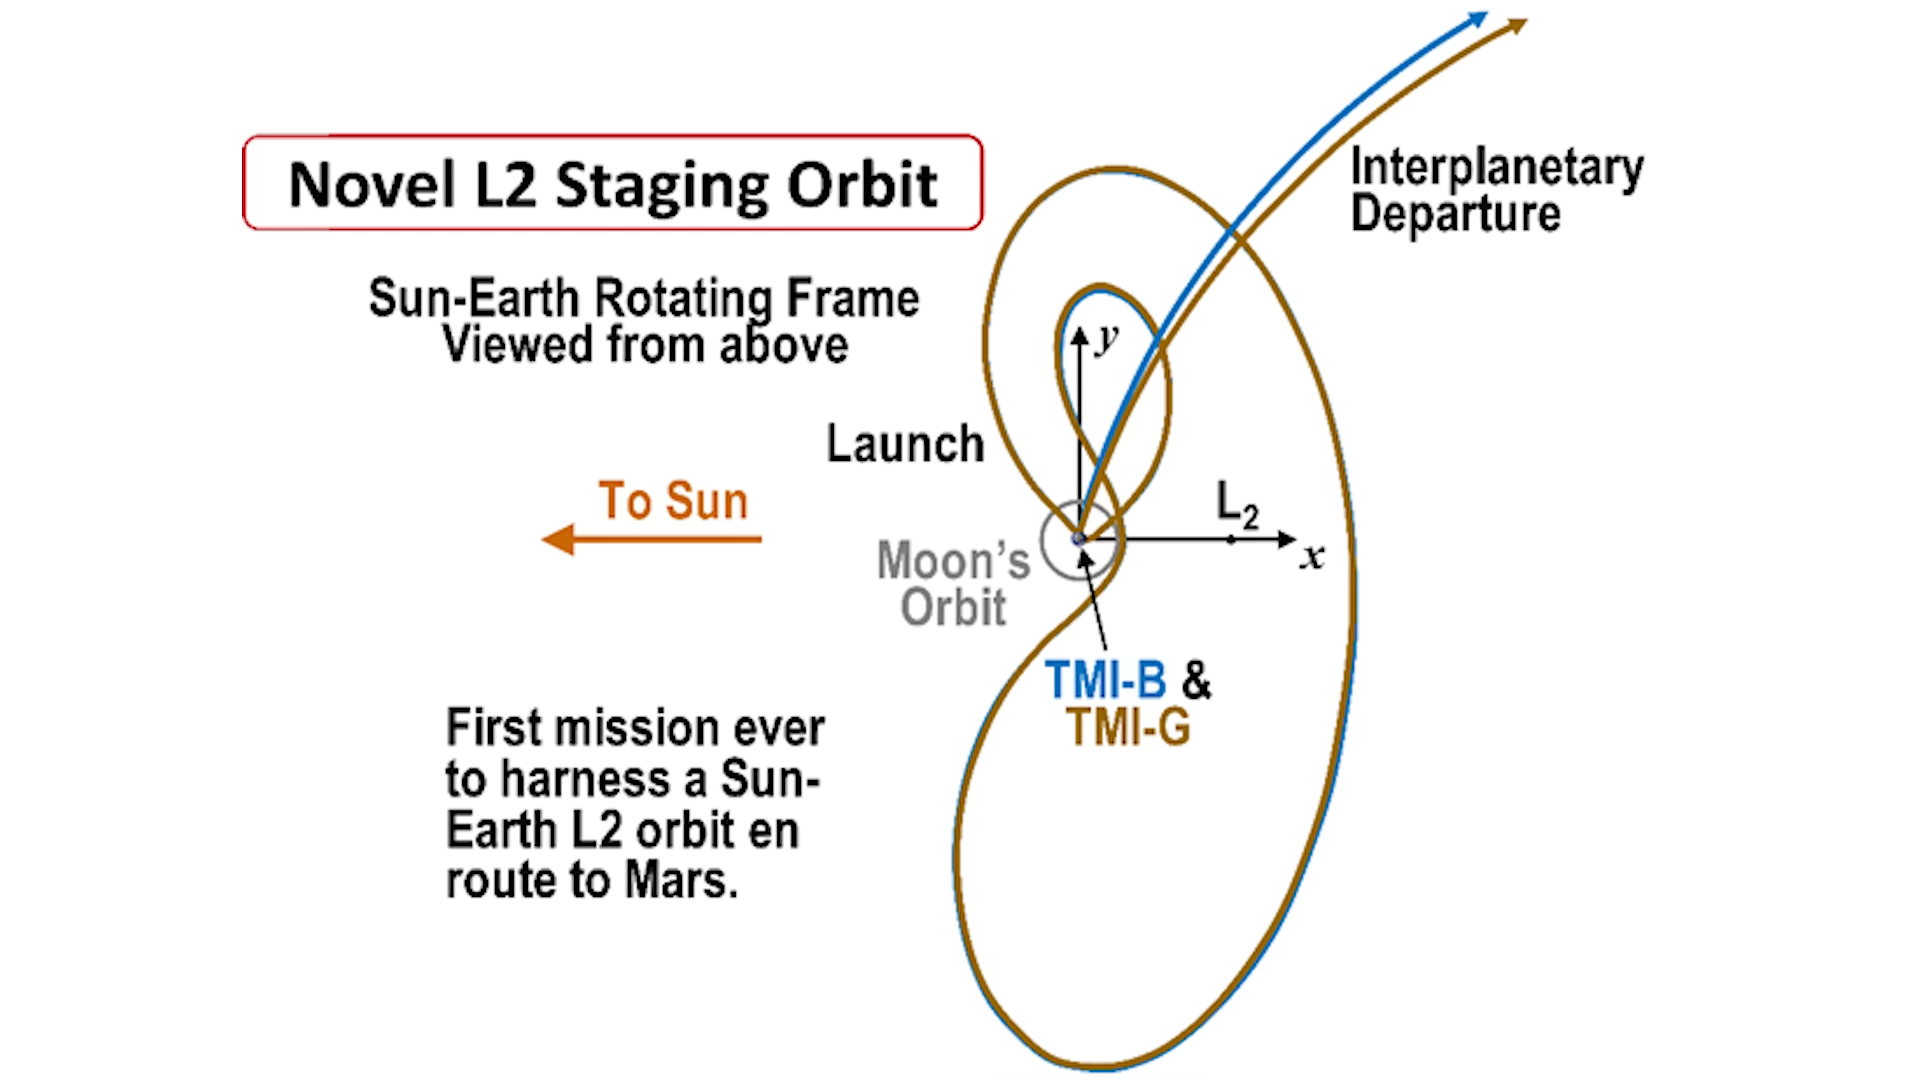 Novel L2 Staging Orbit
Sun-Earth Rotating Frame
Viewed from above
Interplanetary
Departure
y
Launch
To Sun
L2
x
Moon's
Orbit
TMI-B &
TMI-G
First mission ever
to harness a Sun-
Earth L2 orbit en
route to Mars.